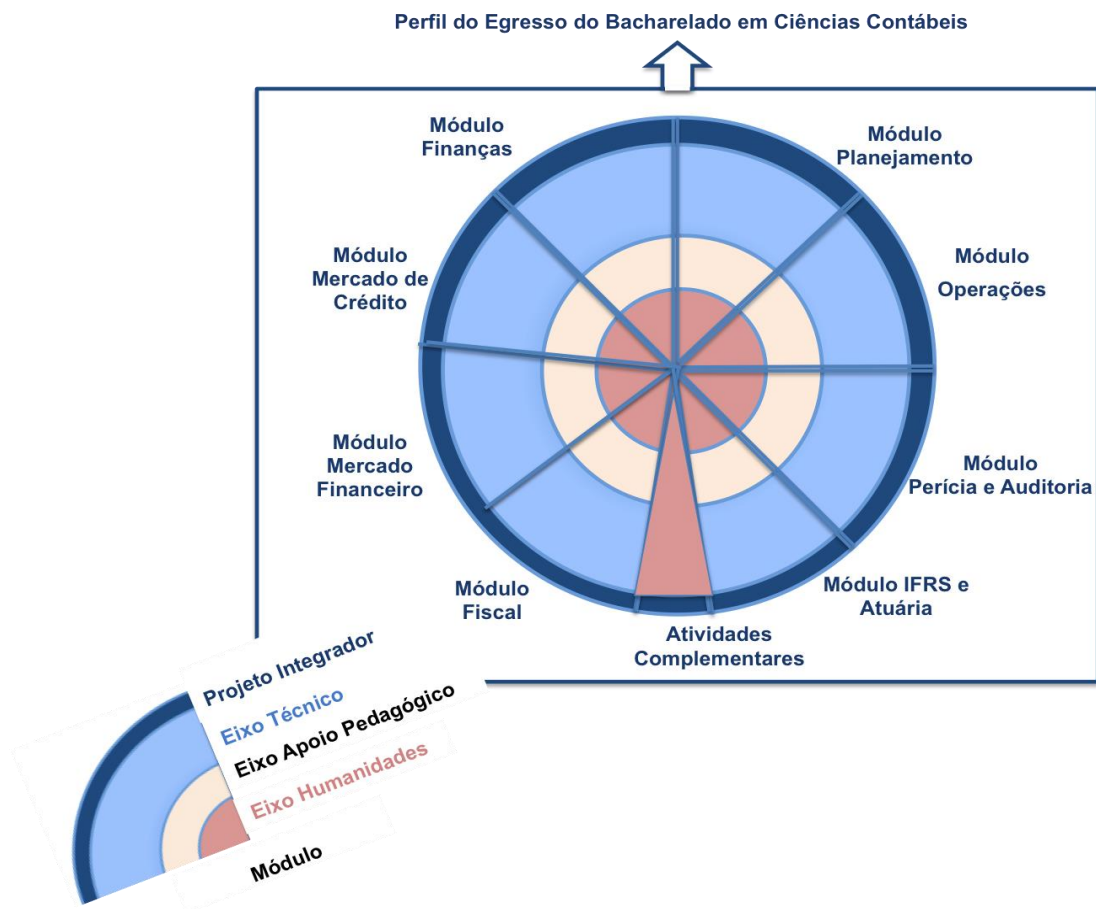 Perfil do Egresso do Bacharelado em Ciências Contábeis
Módulo
Finanças
Módulo
Planejamento
Módulo
Mercado de
Crédito
Módulo
Operações
Módulo
Mercado
Financeiro
Módulo
Perícia e Auditoria
Módulo
Fiscal
Módulo IFRS e
Atuária
Atividades
Complementares
Projeto Integrador
Eixo Técnico
Eixo Apoio Pedagógico
Eixo Humanidades
Módulo